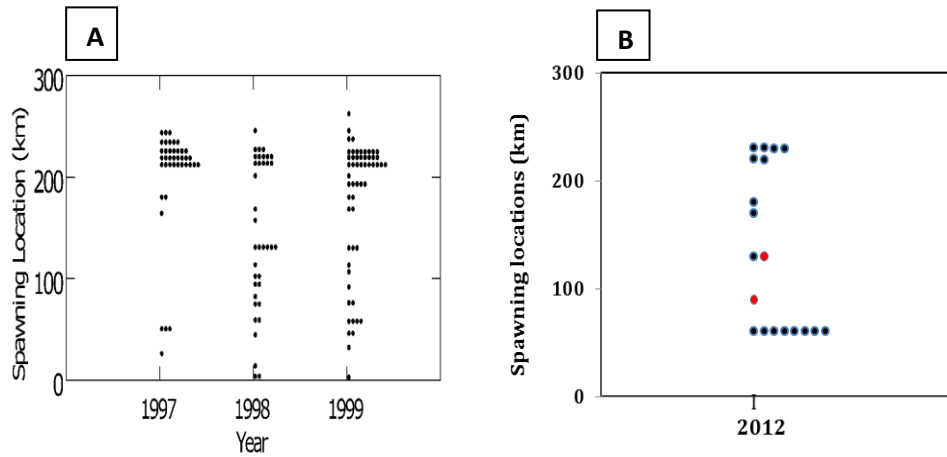 A
Spawning Location (km)
300
200
100
0
1997 1998 1999
Year
B
Spawning locations (km)
300
200
100
0
2012